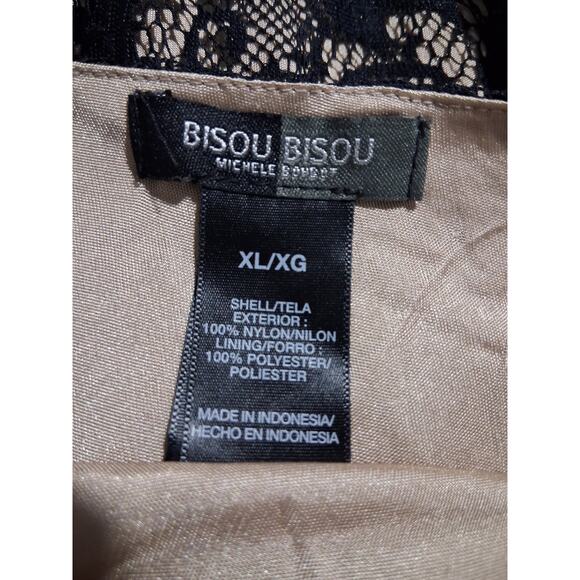 BISOU BISOU
MICHELE BOHBOT
XL/XG
SHELL/TELA
EXTERIOR :
100% NYLON/NILON
LINING/FORRO :
100% POLYESTER/
POLIESTER
MADE IN INDONESIA/
HECHO EN INDONESIA